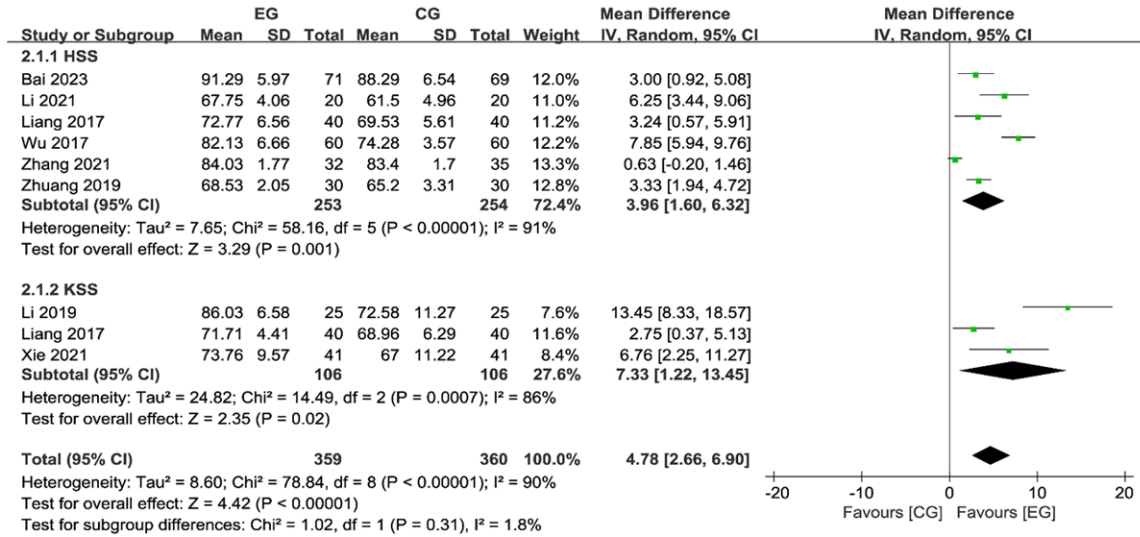 EG CG Mean Difference Mean Difference
Study or Subgroup Mean SD Total Mean SD Total Weight IV, Random, 95% CI IV, Random, 95% CI
2.1.1 HSS
Bai 2023 91.29 5.97 71 88.29 6.54 69 12.0% 3.00 [0.92, 5.08]
Li 2021 67.75 4.06 20 61.5 4.96 20 11.0% 6.25 [3.44, 9.06]
Liang 2017 72.77 6.56 40 69.53 5.61 40 11.2% 3.24 [0.57, 5.91]
Wu 2017 82.13 6.66 60 74.28 3.57 60 12.2% 7.85 [5.94, 9.76]
Zhang 2021 84.03 1.77 32 83.4 1.7 35 13.3% 0.63 [-0.20, 1.46]
Zhuang 2019 68.53 2.05 30 65.2 3.31 30 12.8% 3.33 [1.94, 4.72]
Subtotal (95% CI) 253 254 72.4% 3.96 [1.60, 6.32]
Heterogeneity: Tau² = 7.65; Chi² = 58.16, df = 5 (P < 0.00001); I² = 91%
Test for overall effect: Z = 3.29 (P = 0.001)
2.1.2 KSS
Li 2019 86.03 6.58 25 72.58 11.27 25 7.6% 13.45 [8.33, 18.57]
Liang 2017 71.71 4.41 40 68.96 6.29 40 11.6% 2.75 [0.37, 5.13]
Xie 2021 73.76 9.57 41 67 11.22 41 8.4% 6.76 [2.25, 11.27]
Subtotal (95% CI) 106 106 27.6% 7.33 [1.22, 13.45]
Heterogeneity: Tau² = 24.82; Chi² = 14.49, df = 2 (P = 0.0007); I² = 86%
Test for overall effect: Z = 2.35 (P = 0.02)
Total (95% CI) 359 360 100.0% 4.78 [2.66, 6.90]
Heterogeneity: Tau² = 8.60; Chi² = 78.84, df = 8 (P < 0.00001); I² = 90%
Test for overall effect: Z = 4.42 (P < 0.00001)
Test for subgroup differences: Chi² = 1.02, df = 1 (P = 0.31), I² = 1.8%
-20 -10 0 10 20
Favours [CG] Favours [EG]